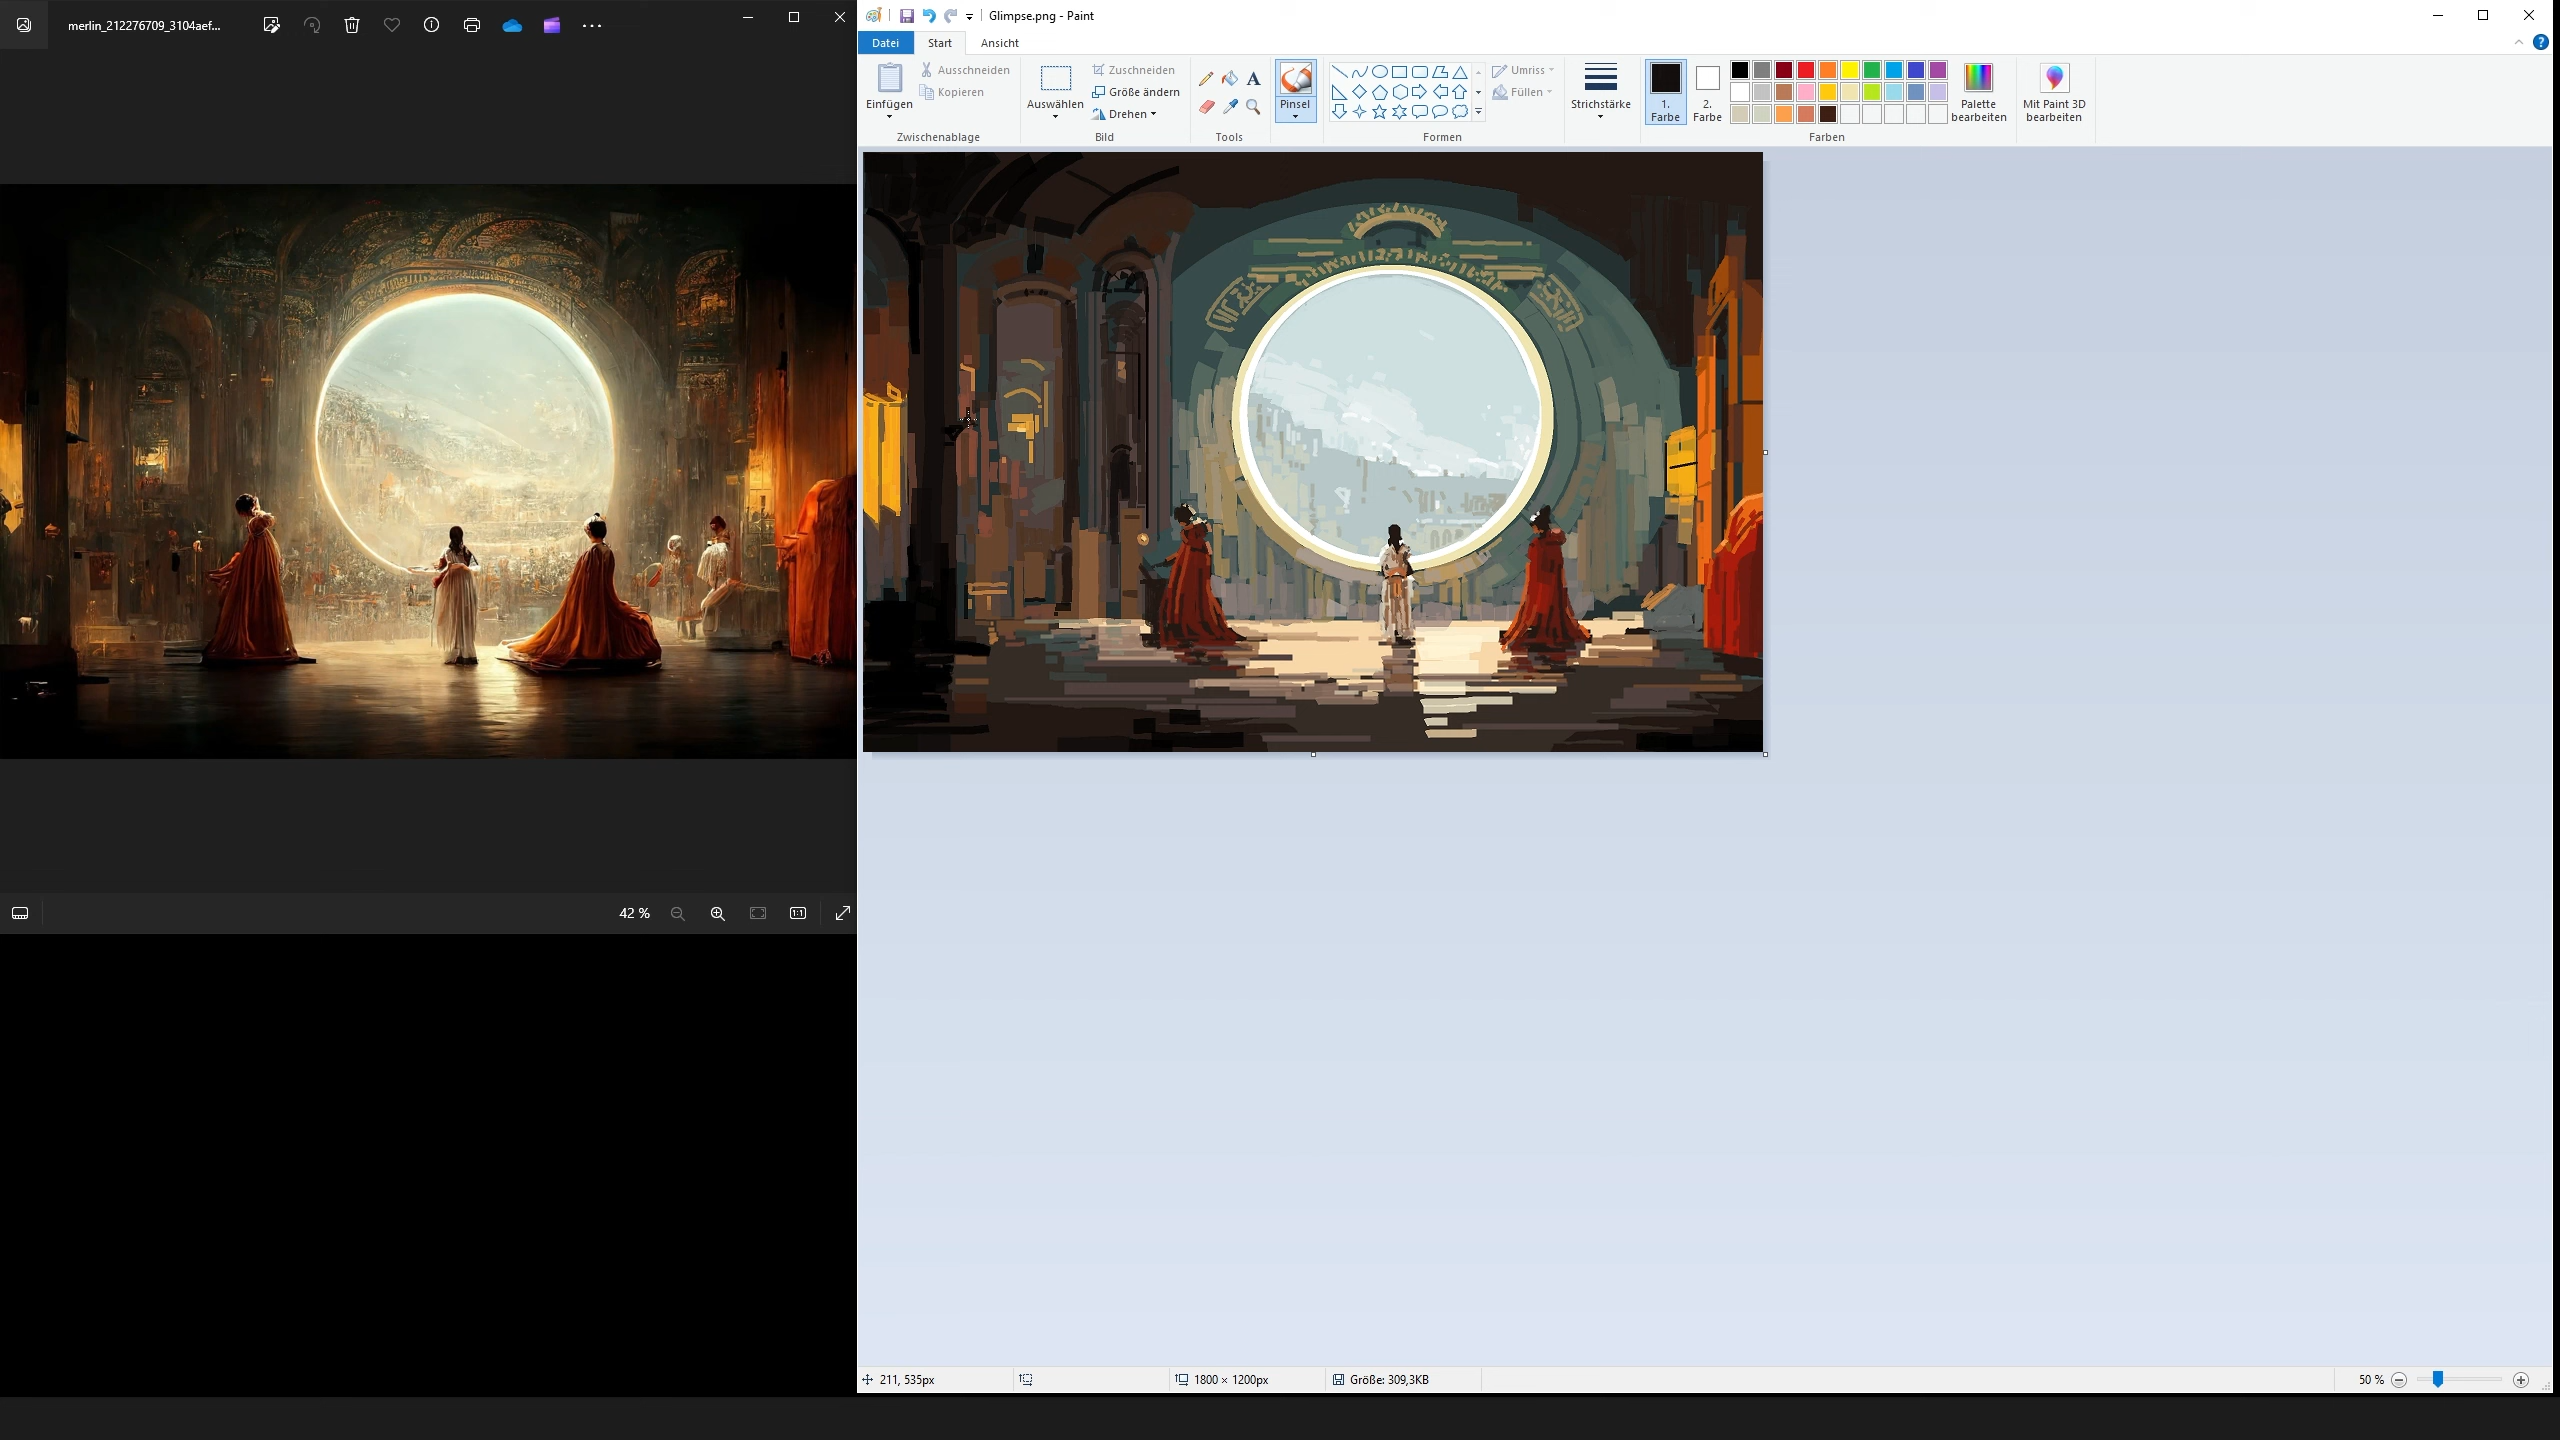 merlin_212276709_3104aef...
42 %
1:1
Glimpse.png - Paint
Datei
Start
Ansicht
Einfügen
Ausschneiden
Kopieren
Zwischenablage
Auswählen
Zuschneiden
Größe ändern
Drehen
Bild
A
Tools
Pinsel
Umriss
Füllen
Formen
Strichstärke
1.
Farbe
2.
Farbe
Palette
bearbeiten
Mit Paint 3D
bearbeiten
Farben
?
211, 535px
1800 × 1200px
Größe: 309,3KB
50 %